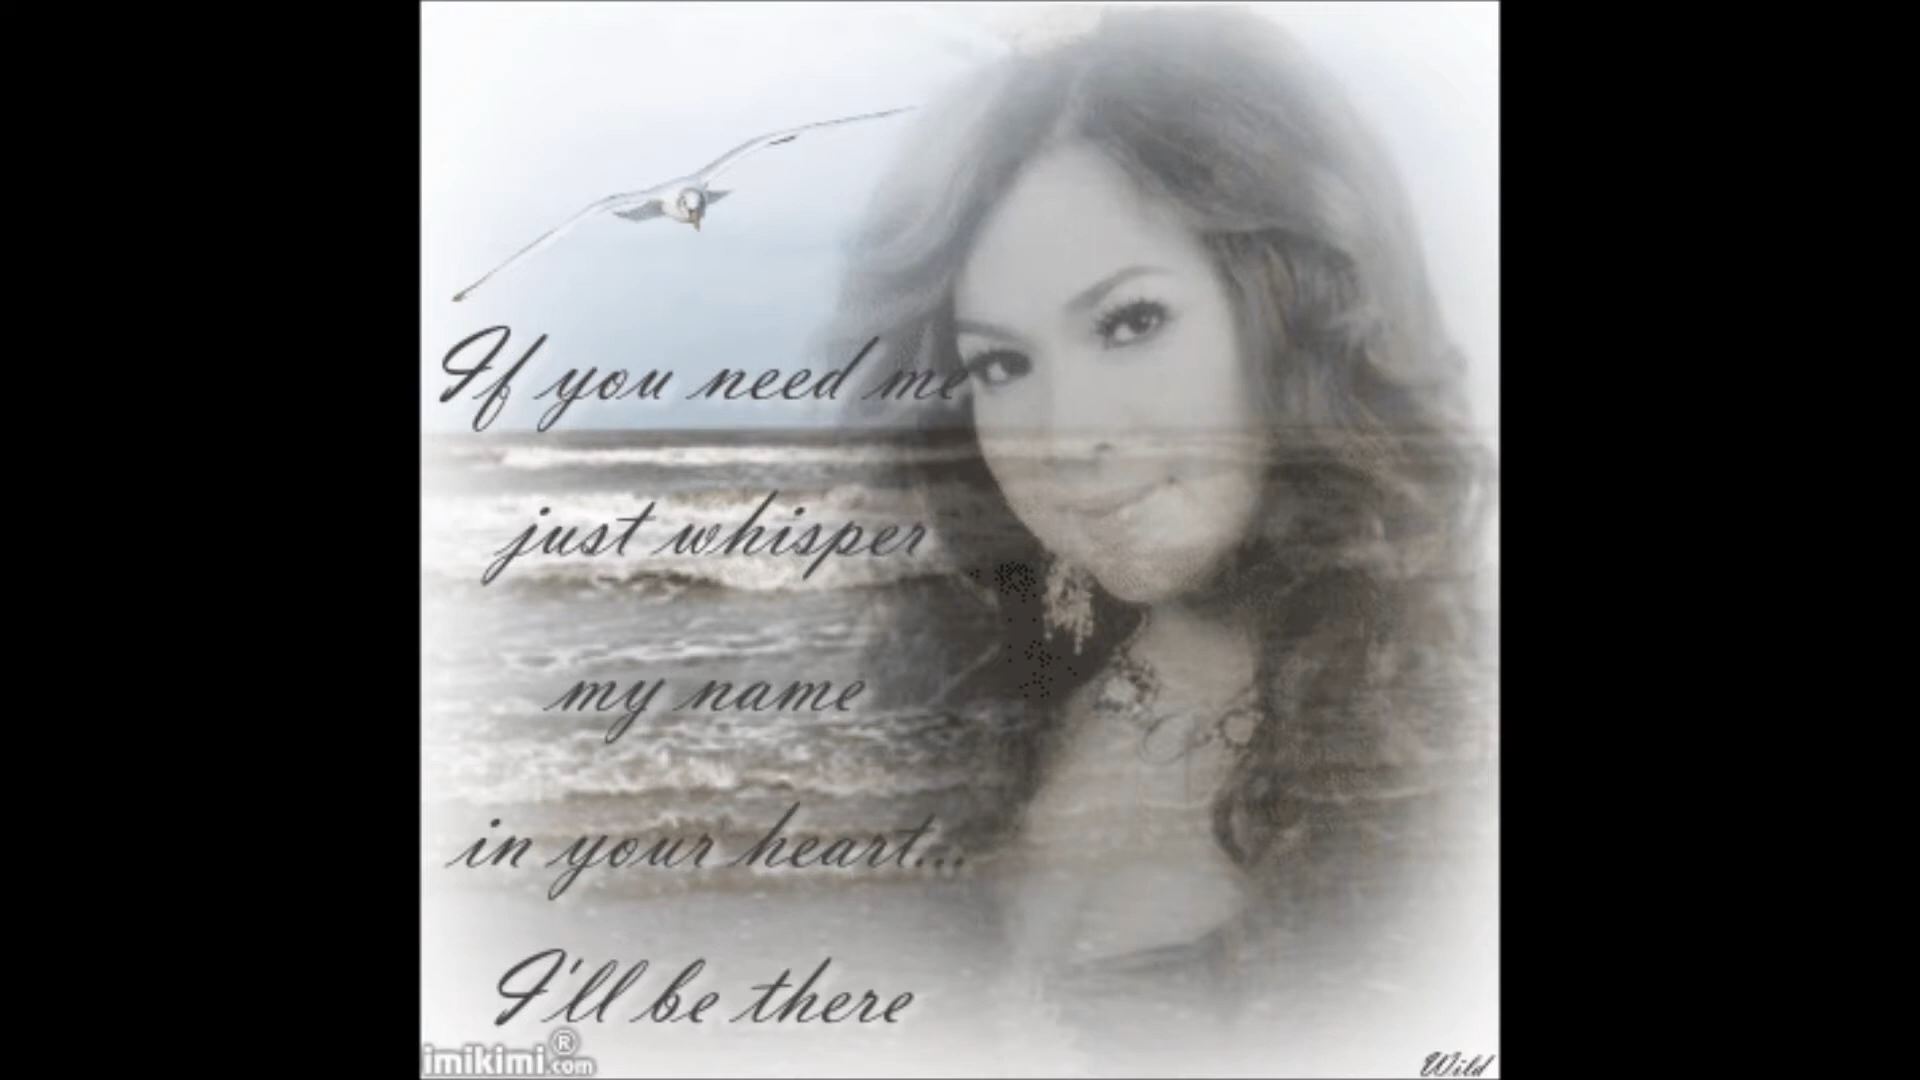 If you need me
just whisper
my name
in your heart...
I'll be there
imikimi.com®
Wild